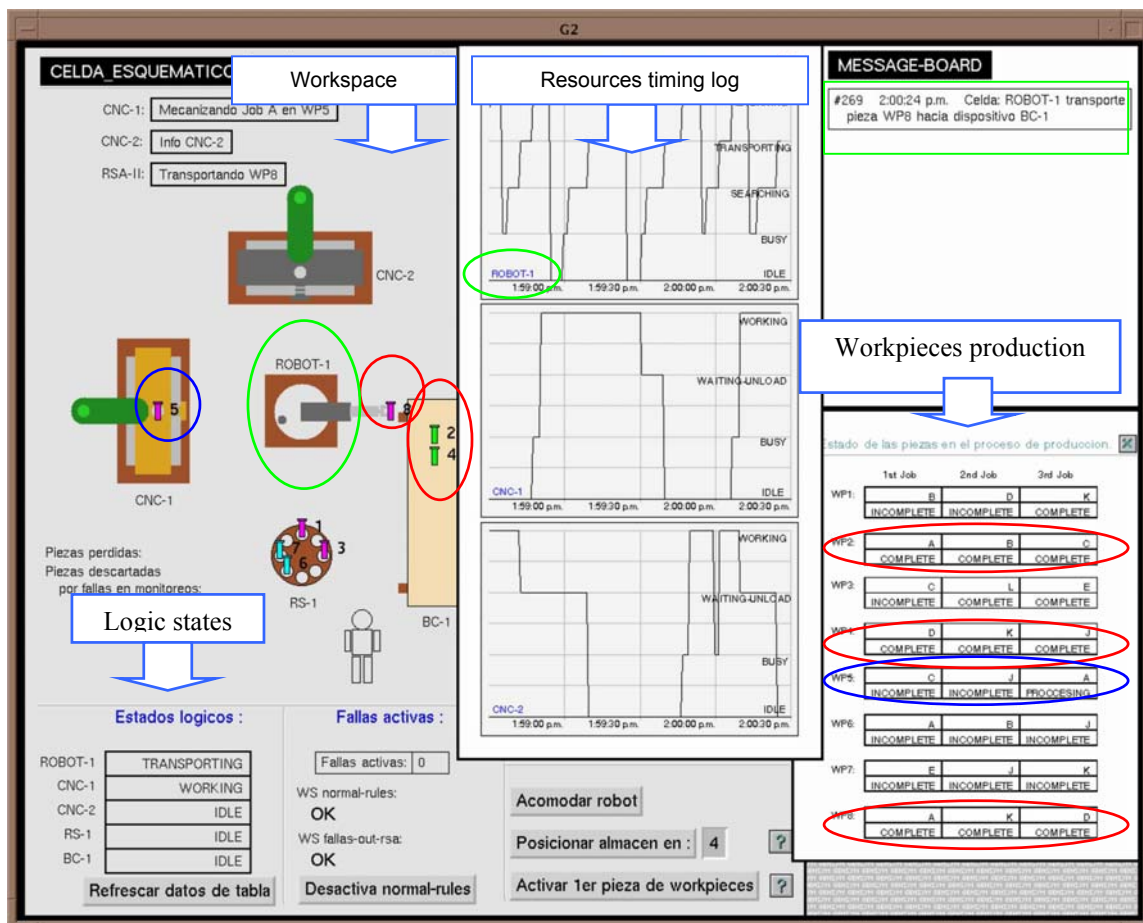 G2
CELDA_ESQUEMATICO
Workspace
CNC-1: Mecanizando Job A en WP5
CNC-2: Info CNC-2
RSA-II: Transportando WP8
CNC-2
ROBOT-1
5
8
2
4
CNC-1
1
7
3
6
RS-1
BC-1
Piezas perdidas:
Piezas descartadas
por fallas en monitoreos:
Logic states
Resources timing log
TRANSPORTING
SEARCHING
BUSY
ROBOT-1 IDLE
1:59:00 p.m. 1:59:30 p.m. 2:00:00 p.m. 2:00:30 p.m.
WORKING
WAITING-UNLOAD
BUSY
CNC-1 IDLE
1:59:00 p.m. 1:59:30 p.m. 2:00:00 p.m. 2:00:30 p.m.
WORKING
WAITING-UNLOAD
BUSY
CNC-2 IDLE
1:59:00 p.m. 1:59:30 p.m. 2:00:00 p.m. 2:00:30 p.m.
MESSAGE-BOARD
#269 2:00:24 p.m. Celda: ROBOT-1 transporte
pieza WP8 hacia dispositivo BC-1
Workpieces production
Estado de las piezas en el proceso de produccion.
1st Job 2nd Job 3rd Job
WP1: B D K
INCOMPLETE INCOMPLETE COMPLETE
WP2: A B C
COMPLETE COMPLETE COMPLETE
WP3: C L E
INCOMPLETE COMPLETE COMPLETE
WP4: D K J
COMPLETE COMPLETE COMPLETE
WP5: C J A
INCOMPLETE INCOMPLETE PROCCESING
WP6: A B J
INCOMPLETE INCOMPLETE INCOMPLETE
WP7: E J K
INCOMPLETE INCOMPLETE INCOMPLETE
WP8: A K D
COMPLETE COMPLETE COMPLETE
Estados logicos :
ROBOT-1 TRANSPORTING
CNC-1 WORKING
CNC-2 IDLE
RS-1 IDLE
BC-1 IDLE
Refrescar datos de tabla
Fallas activas :
Fallas activas: 0
WS normal-rules:
OK
WS fallas-out-rsa:
OK
Desactiva normal-rules
Acomodar robot
Posicionar almacen en : 4 ?
Activar 1er pieza de workpieces ?